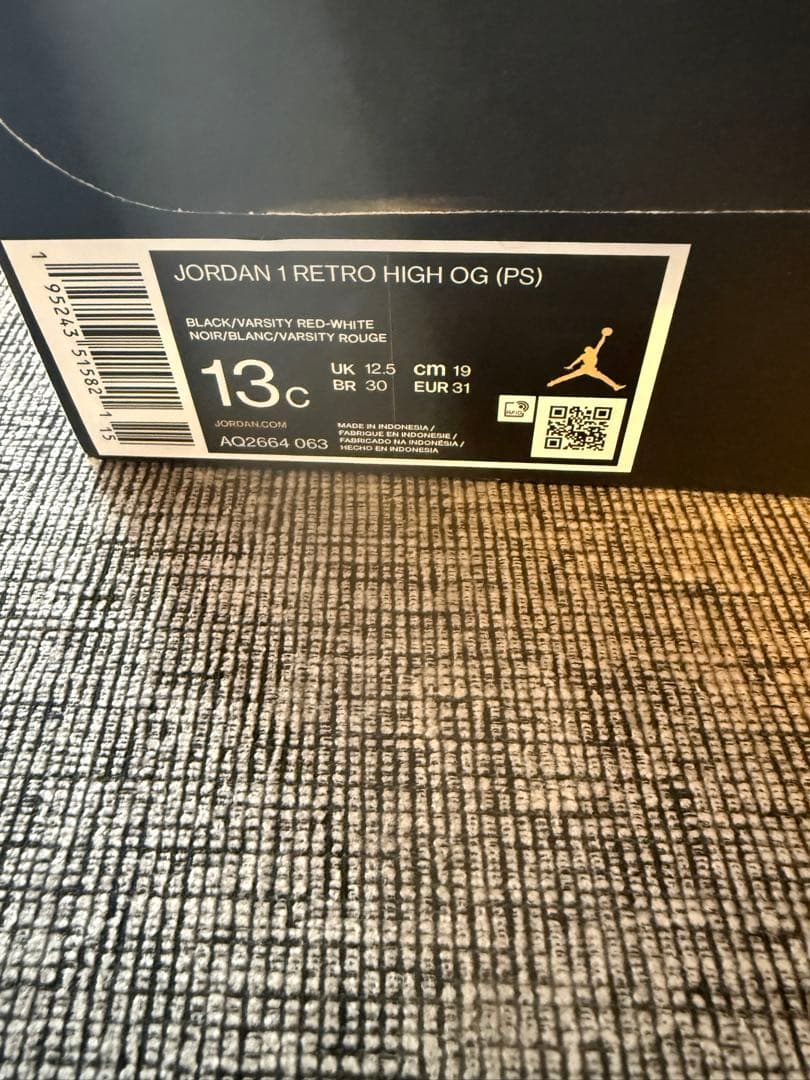 JORDAN 1 RETRO HIGH OG (PS)
BLACK/VARSITY RED-WHITE
NOIR/BLANC/VARSITY ROUGE
13C
UK 12.5 cm 19
BR 30 EUR 31
JORDAN.COM
AQ2664 063
MADE IN INDONESIA /
FABRIQUE EN INDONESIE /
FABRICADO NA INDONÉSIA /
HECHO EN INDONESIA
RFID
1 95243 51582 1 15